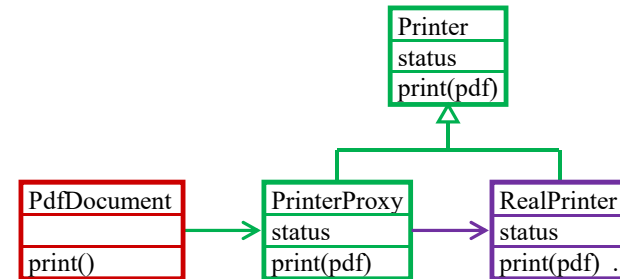 Printer
status
print(pdf)
PdfDocument
print()
PrinterProxy
status
print(pdf)
RealPrinter
status
print(pdf) .